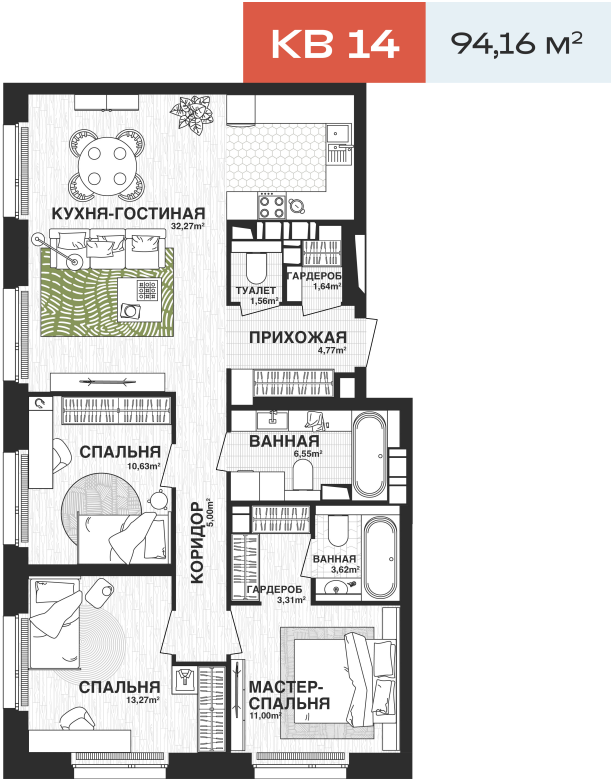 КВ 14
94,16 м²
КУХНЯ-ГОСТИНАЯ
32,27м²
ТУАЛЕТ
1,56м²
ГАРДЕРОБ
1,64м²
ПРИХОЖАЯ
4,77м²
СПАЛЬНЯ
10,63м²
ВАННАЯ
6,55м²
КОРИДОР
5,00м²
ВАННАЯ
3,62м²
ГАРДЕРОБ
3,31м²
СПАЛЬНЯ
13,27м²
МАСТЕР-
СПАЛЬНЯ
11,00м²